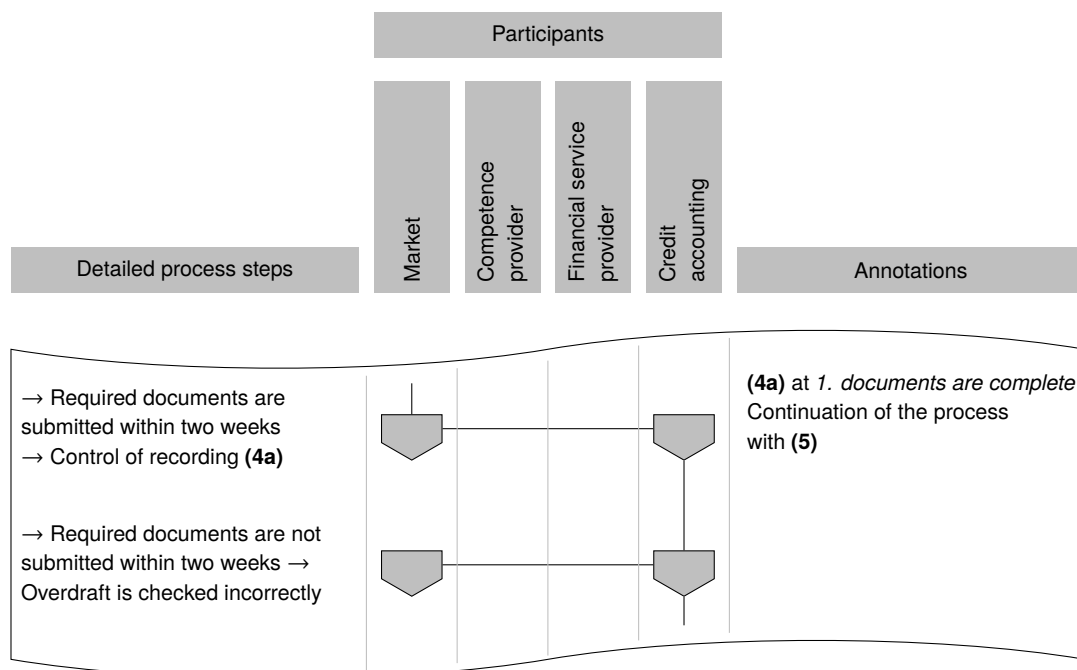 Participants
Market
Competence
provider
Financial service
provider
Credit
accounting
Detailed process steps
Annotations
→ Required documents are
submitted within two weeks
→ Control of recording (4a)
→ Required documents are not
submitted within two weeks →
Overdraft is checked incorrectly
(4a) at 1. documents are complete
Continuation of the process
with (5)